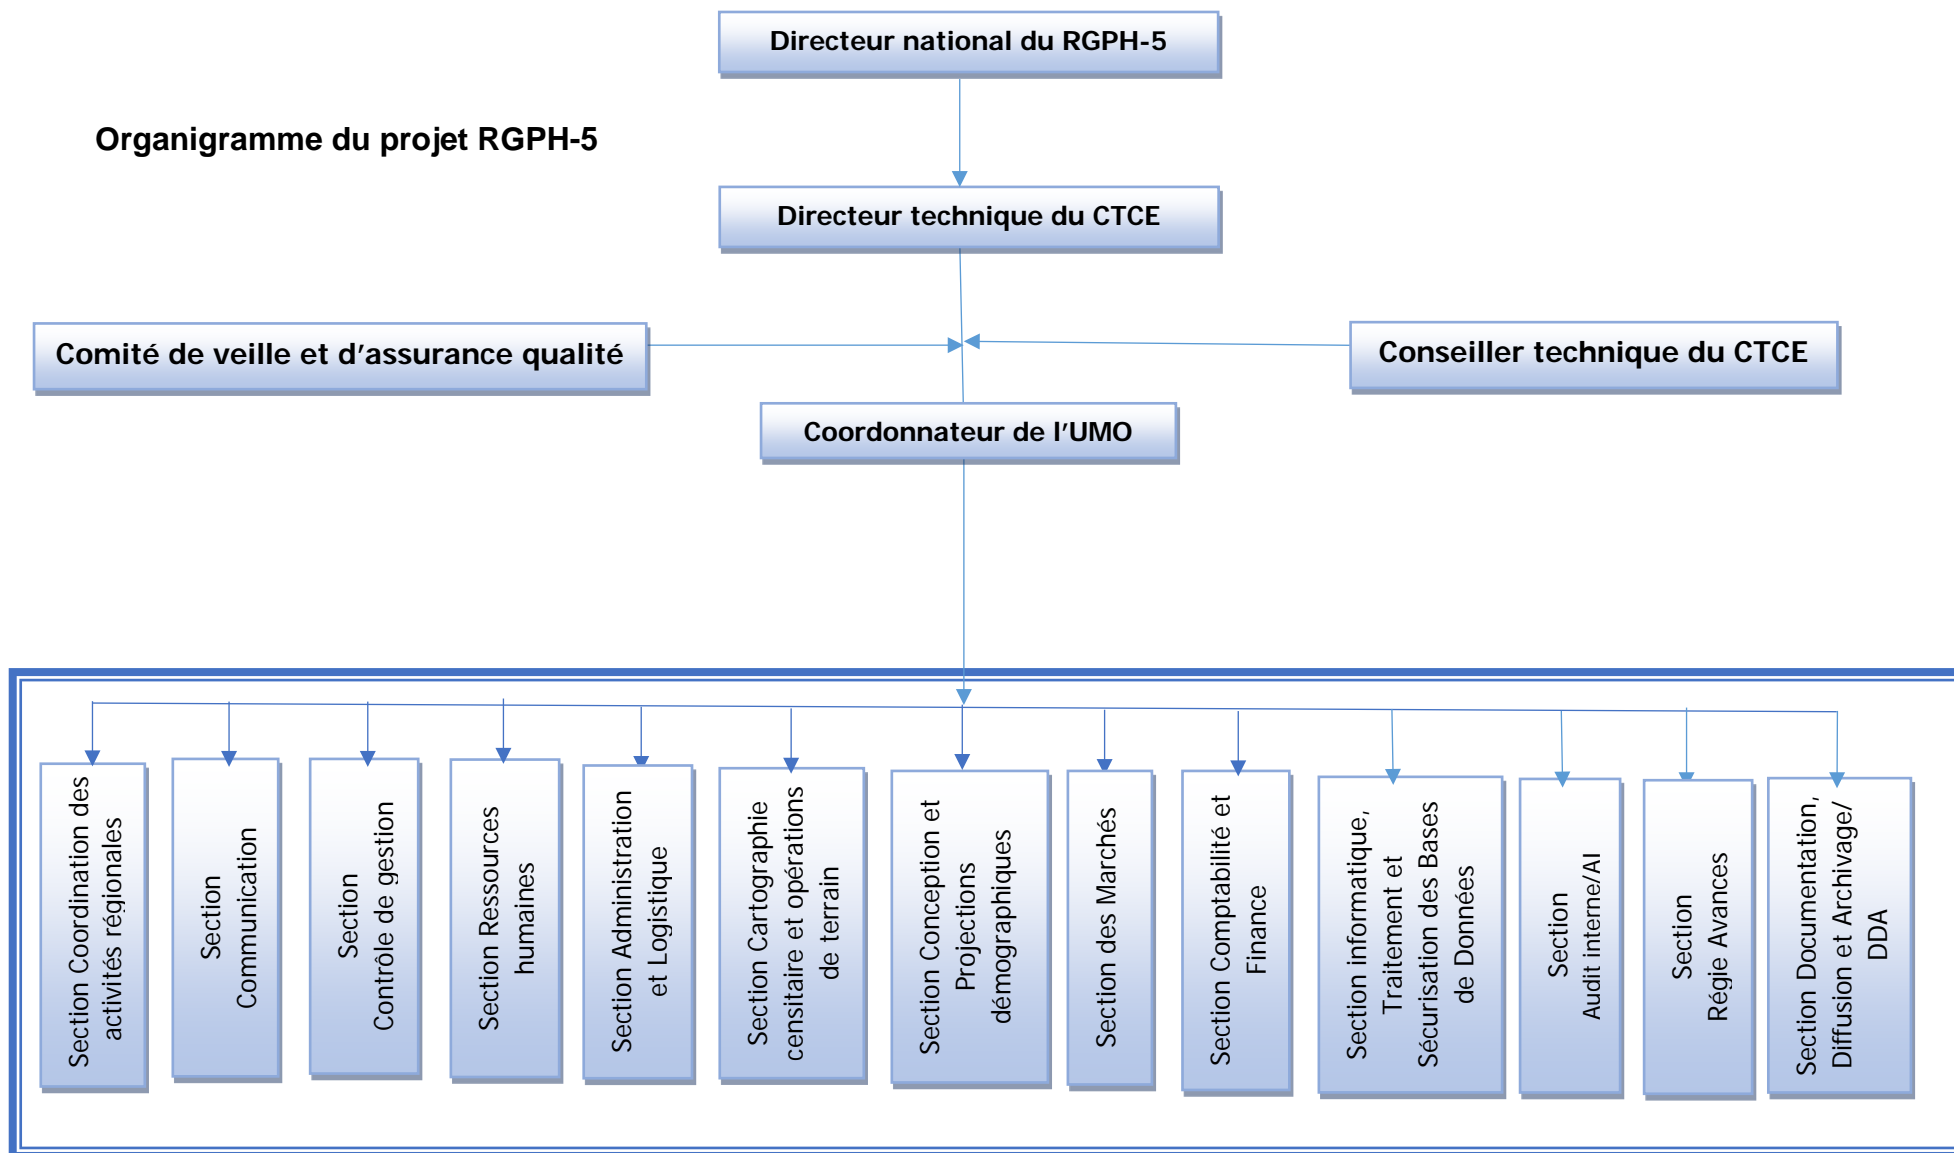 Directeur national du RGPH-5
Organigramme du projet RGPH-5
Directeur technique du CTCE
Comité de veille et d'assurance qualité
Conseiller technique du CTCE
Coordonnateur de l'UMO
Section Coordination des
activités régionales
Section
Communication
Section
Contrôle de gestion
Section Ressources
humaines
Section Administration
et Logistique
Section Cartographie
censitaire et opérations
de terrain
Section Conception et
Projections
démographiques
Section des Marchés
Section Comptabilité et
Finance
Section informatique,
Traitement et
Sécurisation des Bases
de Données
Section
Audit interne/AI
Section
Régie Avances
Section Documentation,
Diffusion et Archivage/
DDA